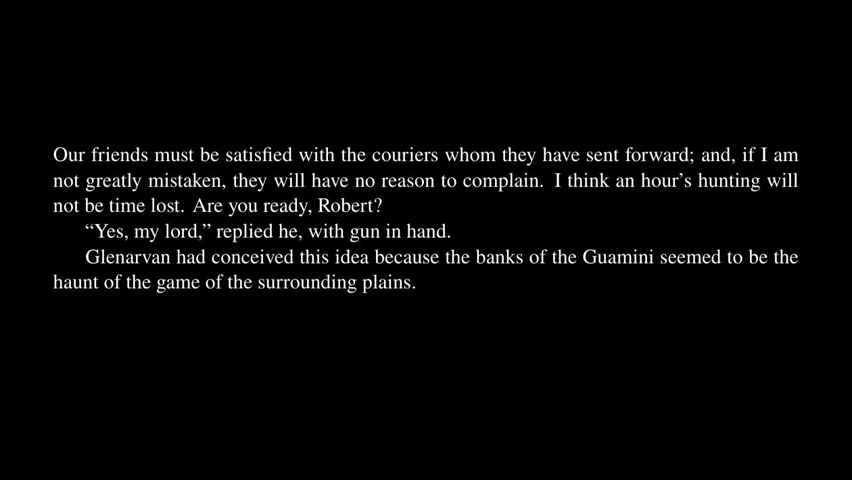 Our friends must be satisfied with the couriers whom they have sent forward; and, if I am
not greatly mistaken, they will have no reason to complain. I think an hour’s hunting will
not be time lost. Are you ready, Robert?
“Yes, my lord,” replied he, with gun in hand.
Glenarvan had conceived this idea because the banks of the Guamini seemed to be the
haunt of the game of the surrounding plains.